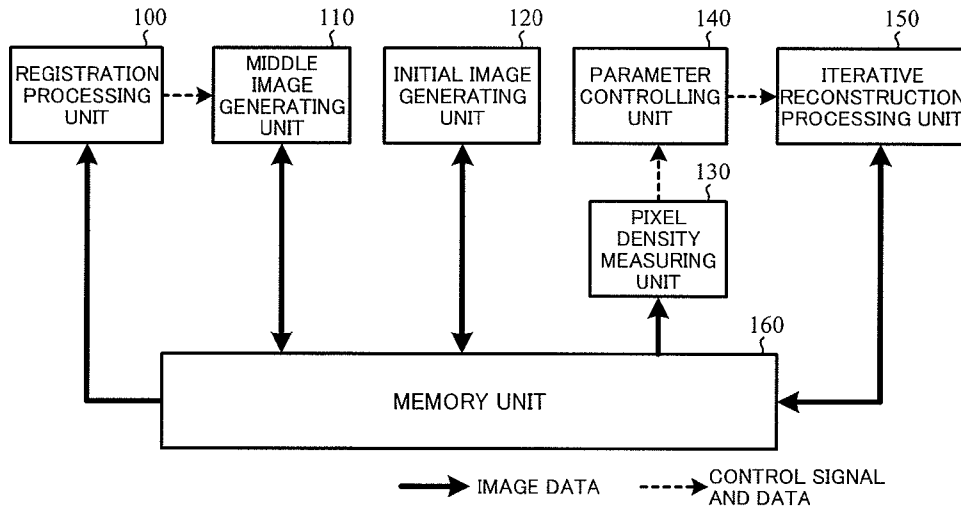 100
110
120
140
150
REGISTRATION
PROCESSING
UNIT
MIDDLE
IMAGE
GENERATING
UNIT
INITIAL IMAGE
GENERATING
UNIT
PARAMETER
CONTROLLING
UNIT
ITERATIVE
RECONSTRUCTION
PROCESSING UNIT
130
PIXEL
DENSITY
MEASURING
UNIT
160
MEMORY UNIT
IMAGE DATA
CONTROL SIGNAL
AND DATA